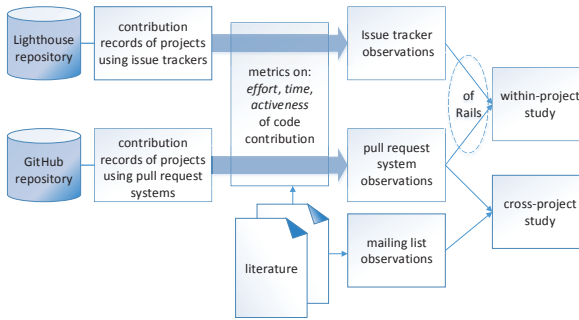 Lighthouse
repository
contribution
records of projects
using issue trackers
metrics on:
effort, time,
activeness
of code
contribution
Issue tracker
observations
of
Rails
within-project
study
GitHub
repository
contribution
records of projects
using pull request
systems
pull request
system
observations
cross-project
study
literature
mailing list
observations